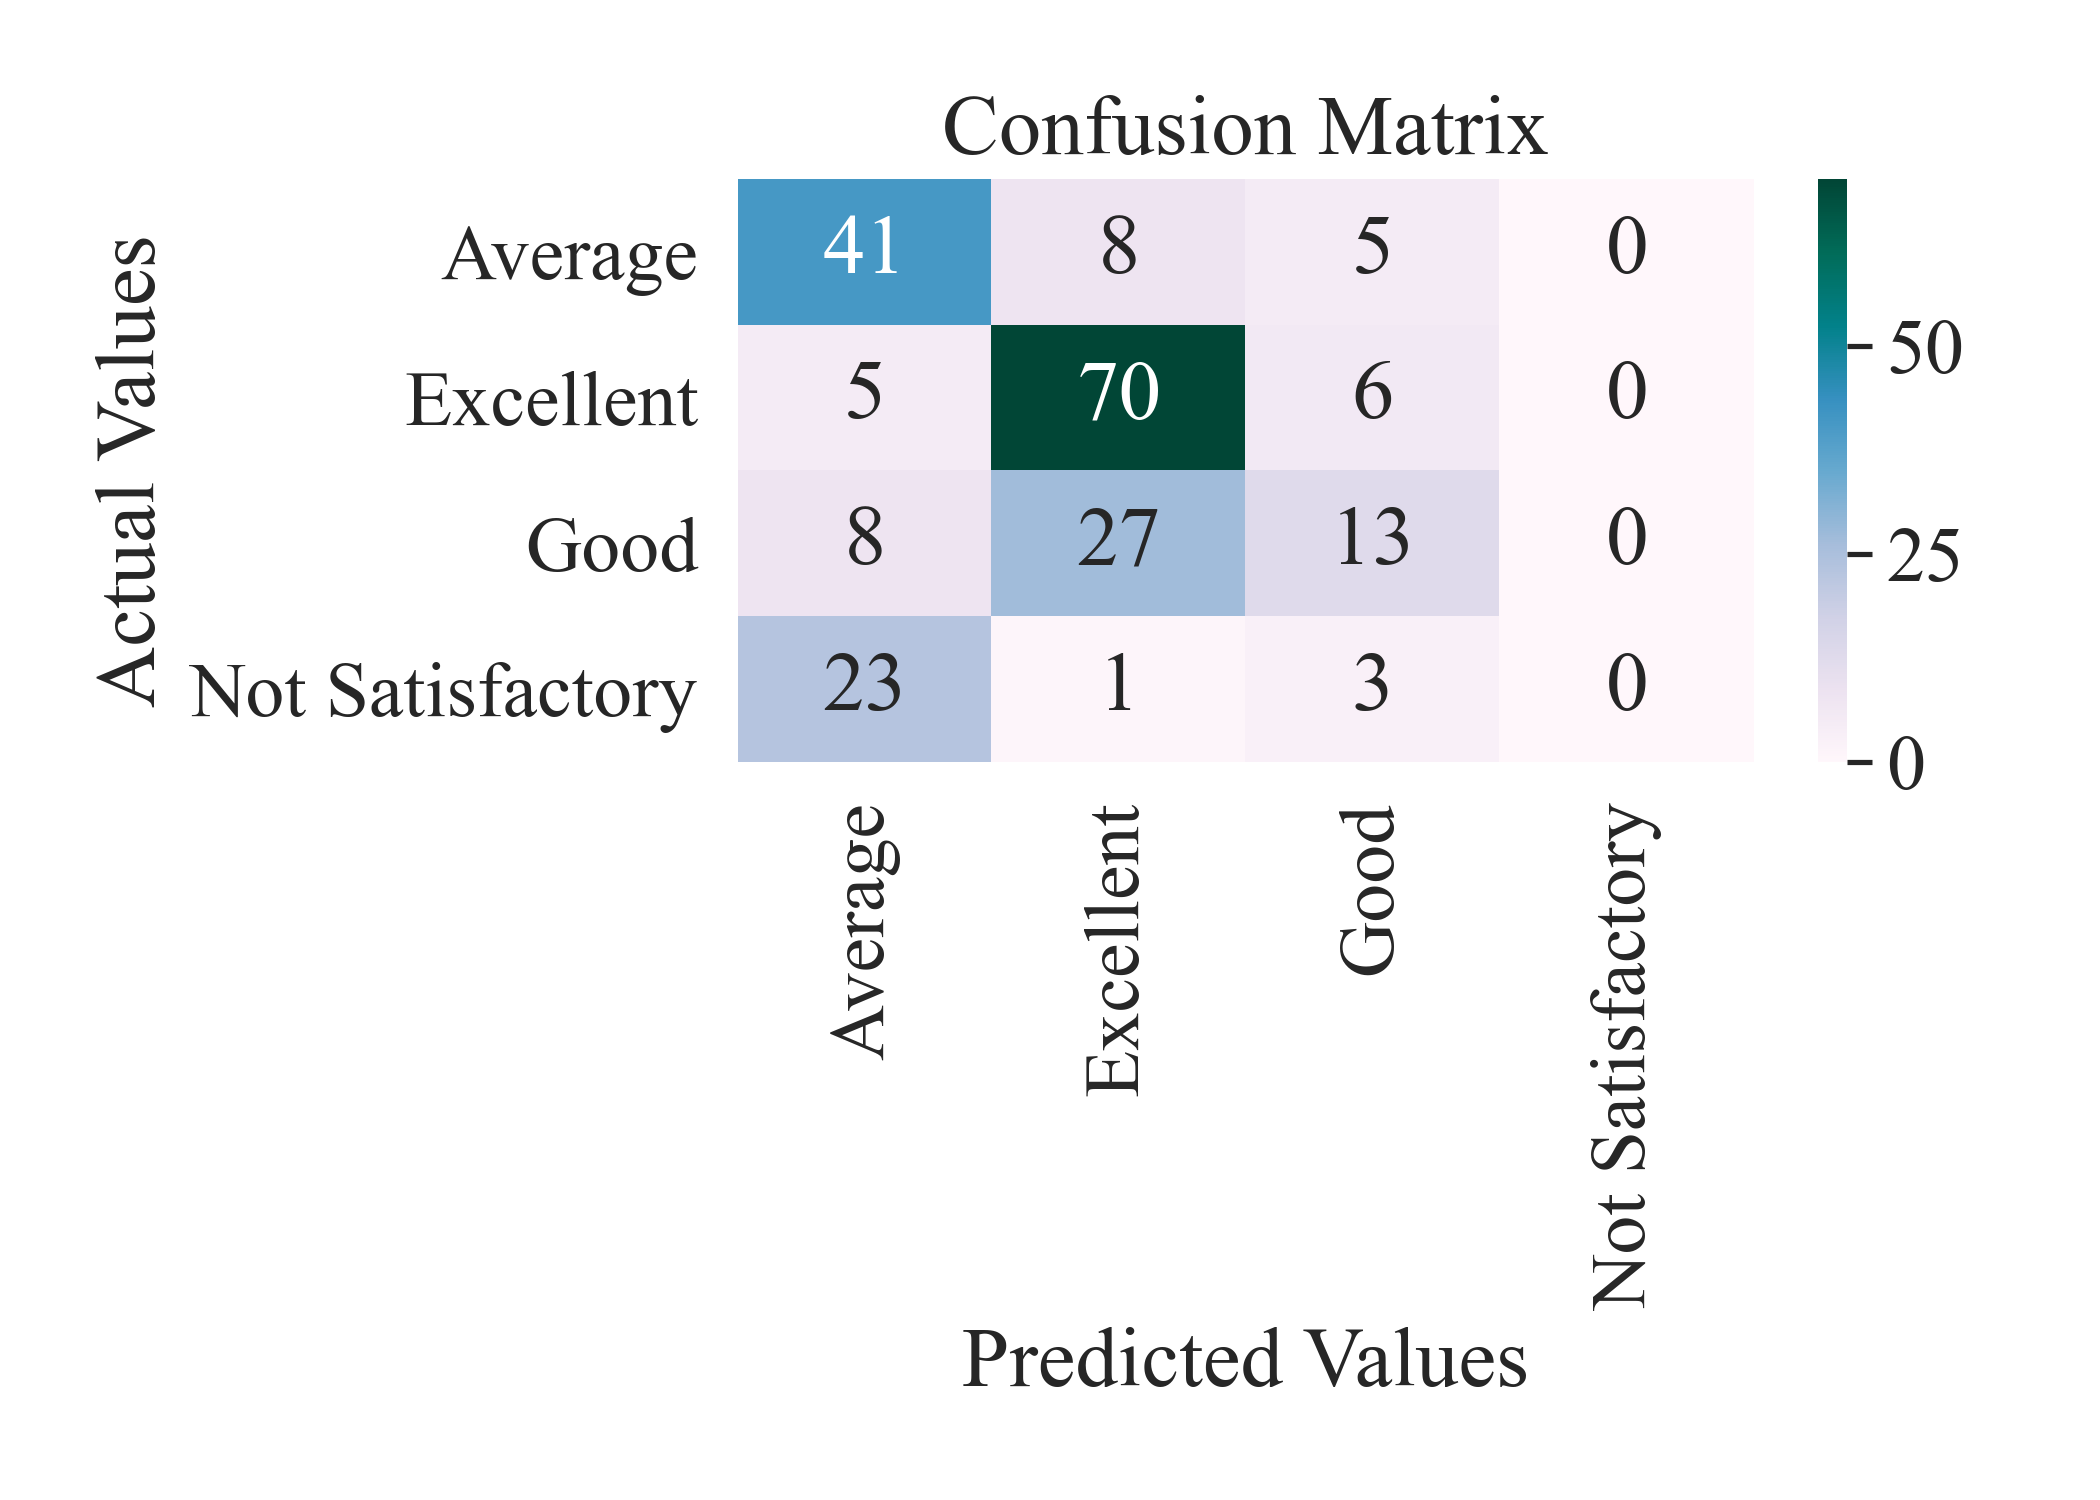 Confusion Matrix
Actual Values
Average 41 8 5 0
Excellent 5 70 6 0
Good 8 27 13 0
Not Satisfactory 23 1 3 0
50
25
0
Average
Excellent
Good
Not Satisfactory
Predicted Values